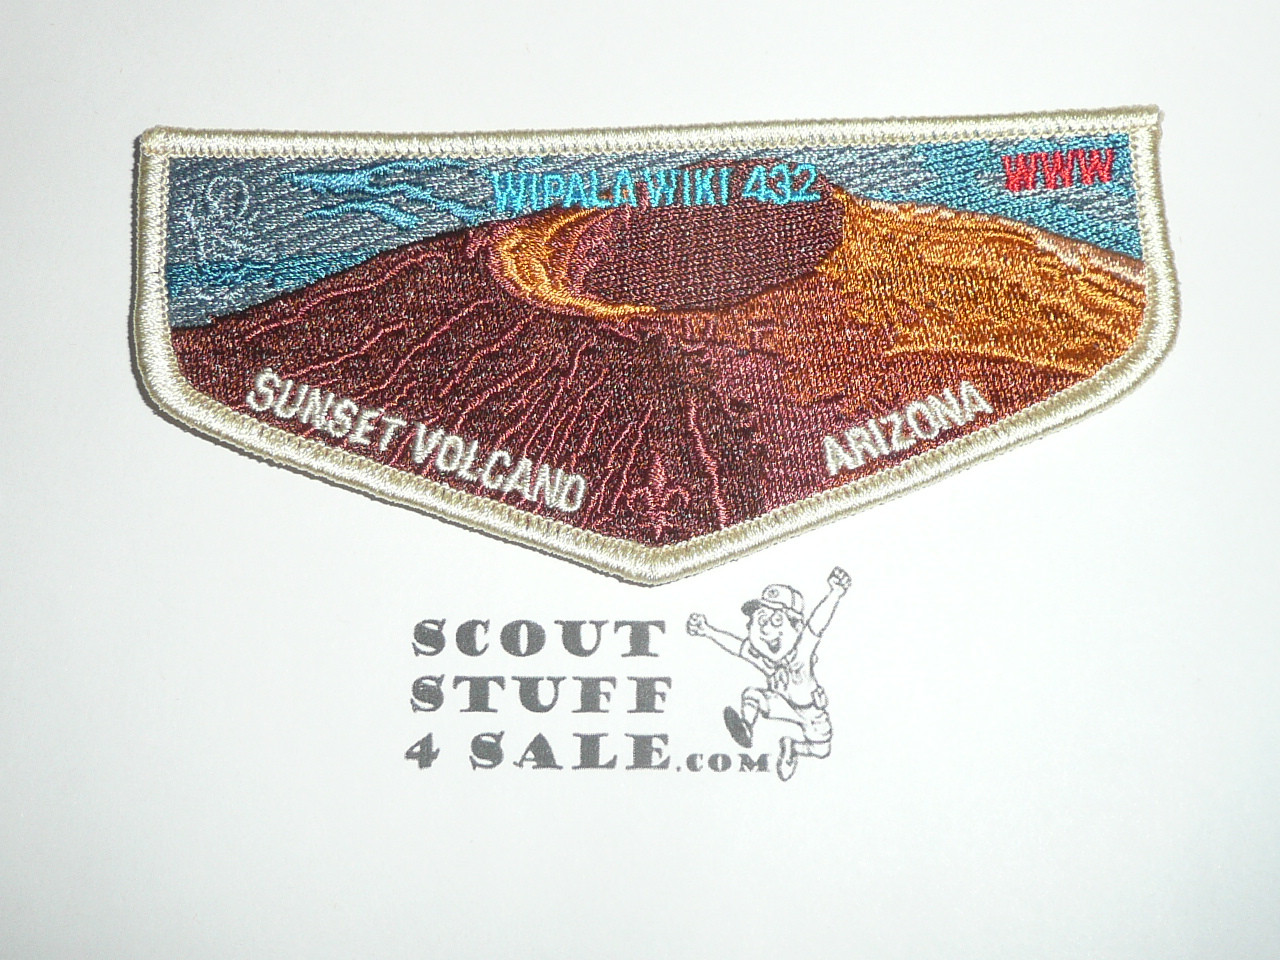 WIPALA WIKI 432
WWW
SUNSET VOLCANO
ARIZONA
SCOUT
STUFF
4 SALE.COM